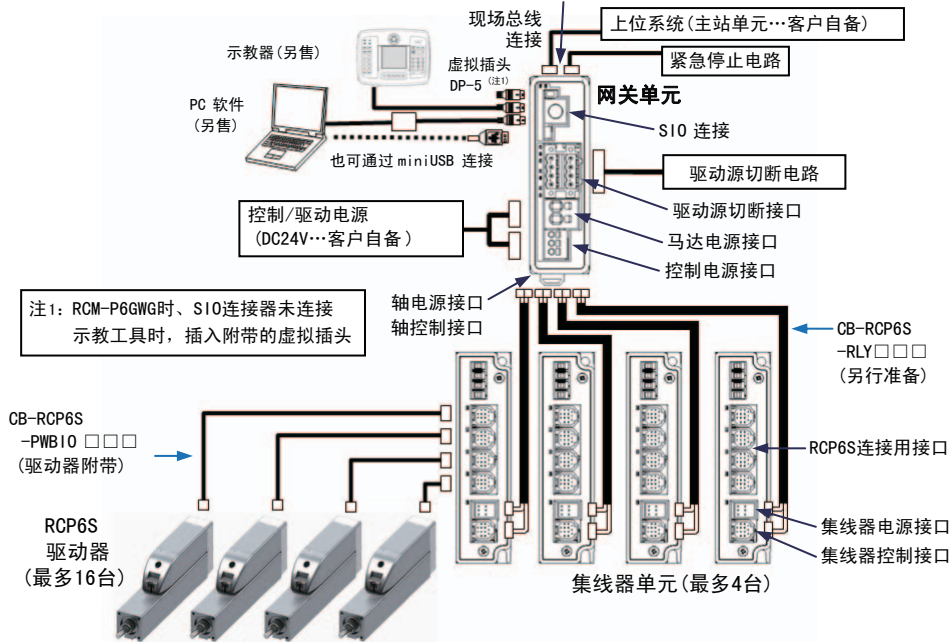 现场总线
连接
上位系统(主站单元…客户自备)
紧急停止电路
示教器(另售)
虚拟插头
DP-5 (注1)
网关单元
PC 软件
(另售)
SIO 连接
也可通过 miniUSB 连接
驱动源切断电路
控制/驱动电源
(DC24V…客户自备)
驱动源切断接口
马达电源接口
控制电源接口
注1: RCM-P6GWG时、SIO连接器未连接
示教工具时，插入附带的虚拟插头
轴电源接口
轴控制接口
CB-RCP6S
-RLY□□□
(另行准备)
CB-RCP6S
-PWBIO □□□
(驱动器附带)
RCP6S连接用接口
RCP6S
驱动器
(最多16台)
集线器电源接口
集线器控制接口
集线器单元(最多4台)